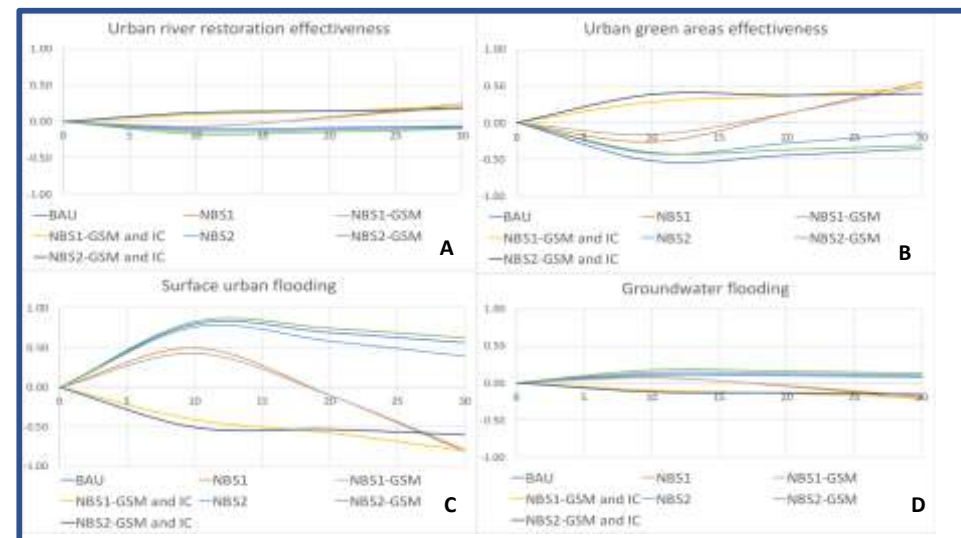 Urban river restoration effectiveness
1.00
0.50
0.00
0 5 10 15 20 25 30
-0.50
-1.00
BAU NBS1 NBS1-GSM
NBS1-GSM and IC NBS2 NBS2-GSM
NBS2-GSM and IC
A
Urban green areas effectiveness
1.00
0.50
0.00
0 5 10 15 20 25 30
-0.50
-1.00
BAU NBS1 NBS1-GSM
NBS1-GSM and IC NBS2 NBS2-GSM
NBS2-GSM and IC
B
Surface urban flooding
1.00
0.50
0.00
0 5 10 15 20 25 30
-0.50
-1.00
BAU NBS1 NBS1-GSM
NBS1-GSM and IC NBS2 NBS2-GSM
NBS2-GSM and IC
C
Groundwater flooding
1.00
0.50
0.00
0 5 10 15 20 25 30
-0.50
-1.00
BAU NBS1 NBS1-GSM
NBS1-GSM and IC NBS2 NBS2-GSM
NBS2-GSM and IC
D